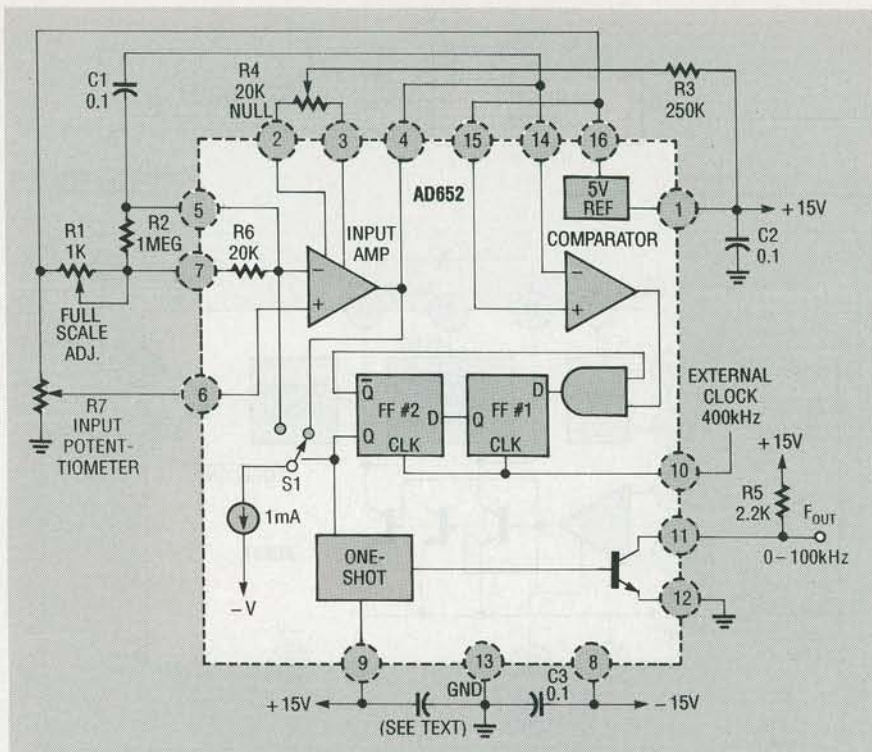 C1
0.1
R4
20K
NULL
R3
250K
2
3
4
15
14
16
AD652
5V
REF
1
+15V
C2
0.1
5
R2
1MEG
R1
1K
7
R6
20K
INPUT
AMP
COMPARATOR
FULL
SCALE
ADJ.
6
R7
INPUT
POTEN-
TIOMETER
Q̅
FF #2
D
Q
CLK
Q
FF #1
D
CLK
EXTERNAL
CLOCK
400kHz
10
+15V
R5
2.2K
S1
1mA
–V
ONE-
SHOT
11
FOUT
0–100kHz
12
9
13
GND
C3
0.1
8
+15V
(SEE TEXT)
–15V